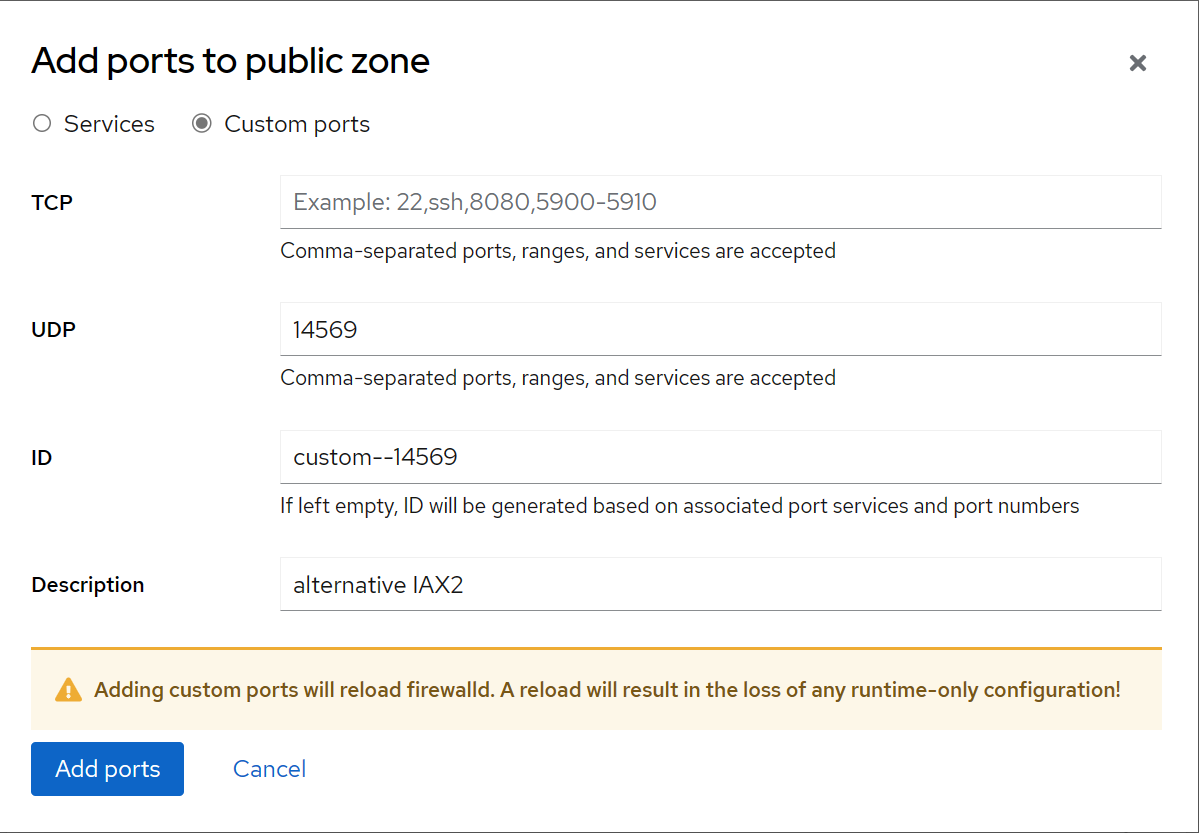 Add ports to public zone
Services Custom ports
TCP Example: 22,ssh,8080,5900-5910
Comma-separated ports, ranges, and services are accepted
UDP 14569
Comma-separated ports, ranges, and services are accepted
ID custom--14569
If left empty, ID will be generated based on associated port services and port numbers
Description alternative IAX2
Adding custom ports will reload firewalld. A reload will result in the loss of any runtime-only configuration!
Add ports Cancel